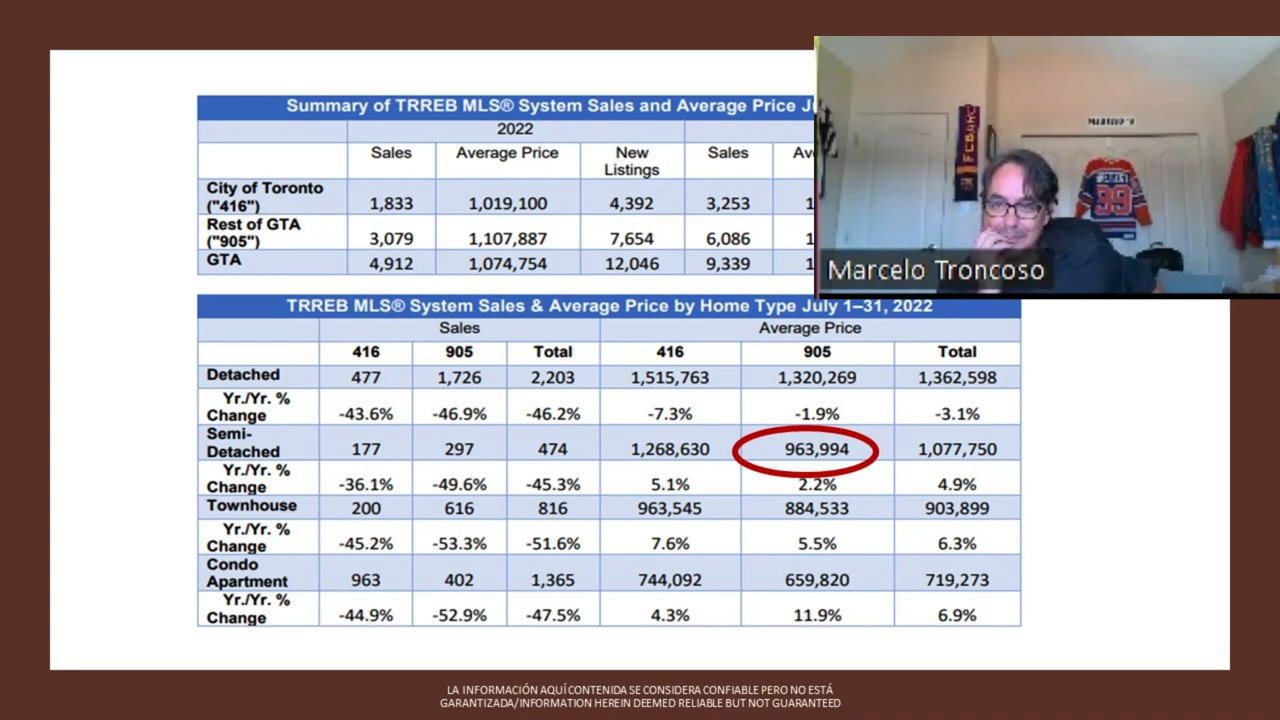 Summary of TRREB MLS® System Sales and Average Price
2022
Sales Average Price New Listings Sales
City of Toronto ("416") 1,833 1,019,100 4,392 3,253
Rest of GTA ("905") 3,079 1,107,887 7,654 6,086
GTA 4,912 1,074,754 12,046 9,339
FCBARC
39
Marcelo Troncoso
TRREB MLS® System Sales & Average Price by Home Type July 1–31, 2022
Sales Average Price
416 905 Total 416 905 Total
Detached 477 1,726 2,203 1,515,763 1,320,269 1,362,598
Yr./Yr. % Change -43.6% -46.9% -46.2% -7.3% -1.9% -3.1%
Semi-Detached 177 297 474 1,268,630 963,994 1,077,750
Yr./Yr. % Change -36.1% -49.6% -45.3% 5.1% 2.2% 4.9%
Townhouse 200 616 816 963,545 884,533 903,899
Yr./Yr. % Change -45.2% -53.3% -51.6% 7.6% 5.5% 6.3%
Condo Apartment 963 402 1,365 744,092 659,820 719,273
Yr./Yr. % Change -44.9% -52.9% -47.5% 4.3% 11.9% 6.9%
LA INFORMACIÓN AQUÍ CONTENIDA SE CONSIDERA CONFIABLE PERO NO ESTÁ
GARANTIZADA/INFORMATION HEREIN DEEMED RELIABLE BUT NOT GUARANTEED